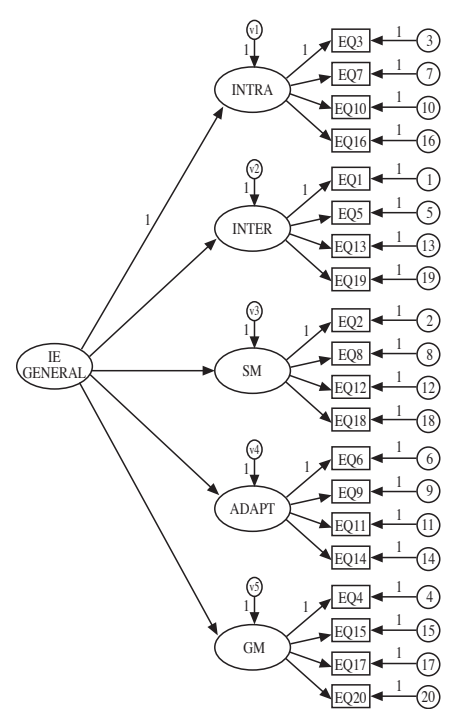 v1
1
1
EQ3
1
3
EQ7
1
7
INTRA
EQ10
1
10
EQ16
1
16
v2
1
1
EQ1
1
1
EQ5
1
5
INTER
EQ13
1
13
EQ19
1
19
1
v3
1
1
EQ2
1
2
EQ8
1
8
IE
GENERAL
SM
EQ12
1
12
EQ18
1
18
v4
1
1
EQ6
1
6
EQ9
1
9
ADAPT
EQ11
1
11
EQ14
1
14
v5
1
1
EQ4
1
4
EQ15
1
15
GM
EQ17
1
17
EQ20
1
20